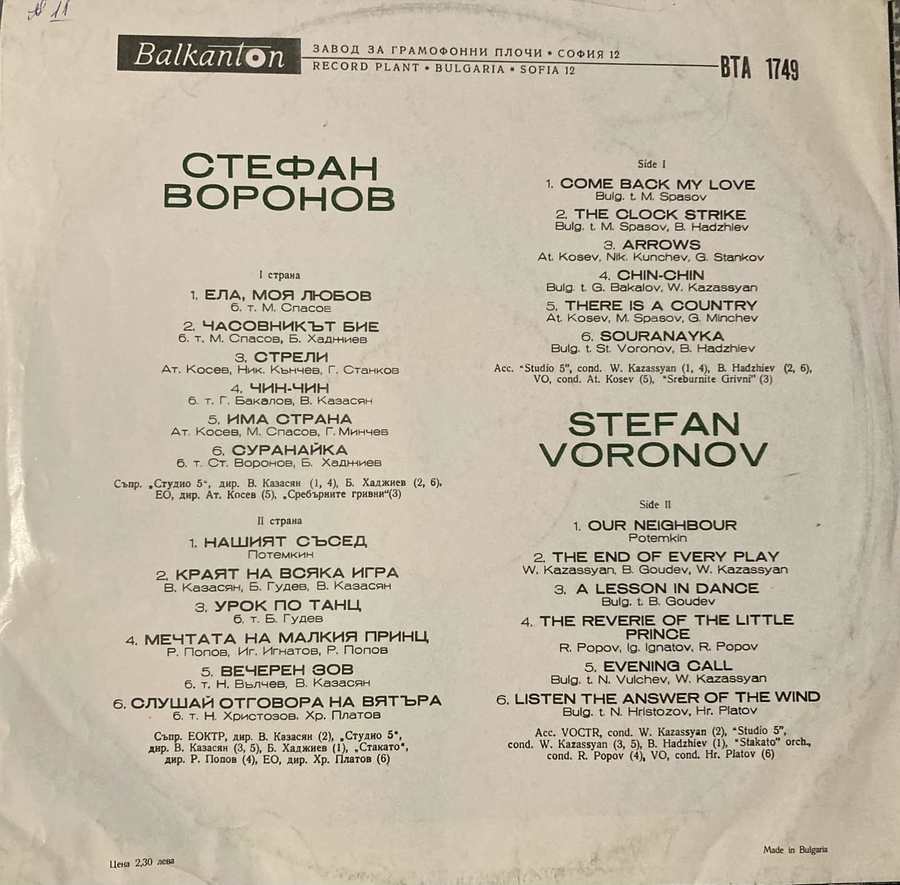 № 11
Balkanton
ЗАВОД ЗА ГРАМОФОННИ ПЛОЧИ • СОФИЯ 12
RECORD PLANT • BULGARIA • SOFIA 12
ВТА 1749
СТЕФАН
ВОРОНОВ
I страна
1. ЕЛА, МОЯ ЛЮБОВ
б. т. М. Спасов
2. ЧАСОВНИКЪТ БИЕ
б. т. М. Спасов, Б. Хаджиев
3. СТРЕЛИ
Ат. Косев, Ник. Кънчев, Г. Станков
4. ЧИН-ЧИН
б. т. Г. Бакалов, В. Казасян
5. ИМА СТРАНА
Ат. Косев, М. Спасов, Г. Минчев
6. СУРАНАЙКА
б. т. Ст. Воронов, Б. Хаджиев
Съпр. „Студио 5“, дир. В. Казасян (1, 4), Б. Хаджиев (2, 6),
ЕО, дир. Ат. Косев (5), „Сребърните гривни“(3)
II страна
1. НАШИЯТ СЪСЕД
Потемкин
2. КРАЯТ НА ВСЯКА ИГРА
В. Казасян, Б. Гудев, В. Казасян
3. УРОК ПО ТАНЦ
б. т. Б. Гудев
4. МЕЧТАТА НА МАЛКИЯ ПРИНЦ
Р. Попов, Иг. Игнатов, Р. Попов
5. ВЕЧЕРЕН ЗОВ
б. т. Н. Вълчев, В. Казасян
6. СЛУШАЙ ОТГОВОРА НА ВЯТЪРА
б. т. Н. Христозов, Хр. Платов
Съпр. ЕОКТР, дир. В. Казасян (2), „Студио 5“,
дир. В. Казасян (3, 5), Б. Хаджиев (1), „Стакато“,
дир. Р. Попов (4), ЕО, дир. Хр. Платов (6)
Цена 2,30 лева
Side I
1. COME BACK MY LOVE
Bulg. t. M. Spasov
2. THE CLOCK STRIKE
Bulg. t. M. Spasov, B. Hadzhiev
3. ARROWS
At. Kosev, Nik. Kunchev, G. Stankov
4. CHIN-CHIN
Bulg. t. G. Bakalov, W. Kazassyan
5. THERE IS A COUNTRY
At. Kosev, M. Spasov, G. Minchev
6. SOURANAYKA
Bulg. t. St. Voronov, B. Hadzhiev
Acc. "Studio 5", cond. W. Kazassyan (1, 4), B. Hadzhiev (2, 6),
VO, cond. At. Kosev (5), "Sreburnite Grivni" (3)
STEFAN
VORONOV
Side II
1. OUR NEIGHBOUR
Potemkin
2. THE END OF EVERY PLAY
W. Kazassyan, B. Goudev, W. Kazassyan
3. A LESSON IN DANCE
Bulg. t. B. Goudev
4. THE REVERIE OF THE LITTLE
PRINCE
R. Popov, Ig. Ignatov, R. Popov
5. EVENING CALL
Bulg. t. N. Vulchev, W. Kazassyan
6. LISTEN THE ANSWER OF THE WIND
Bulg. t. N. Hristozov, Hr. Platov
Acc. VOCTR, cond. W. Kazassyan (2), "Studio 5",
cond. W. Kazassyan (3, 5), B. Hadzhiev (1), "Stakato" orch.,
cond. R. Popov (4), VO, cond. Hr. Platov (6)
Made in Bulgaria